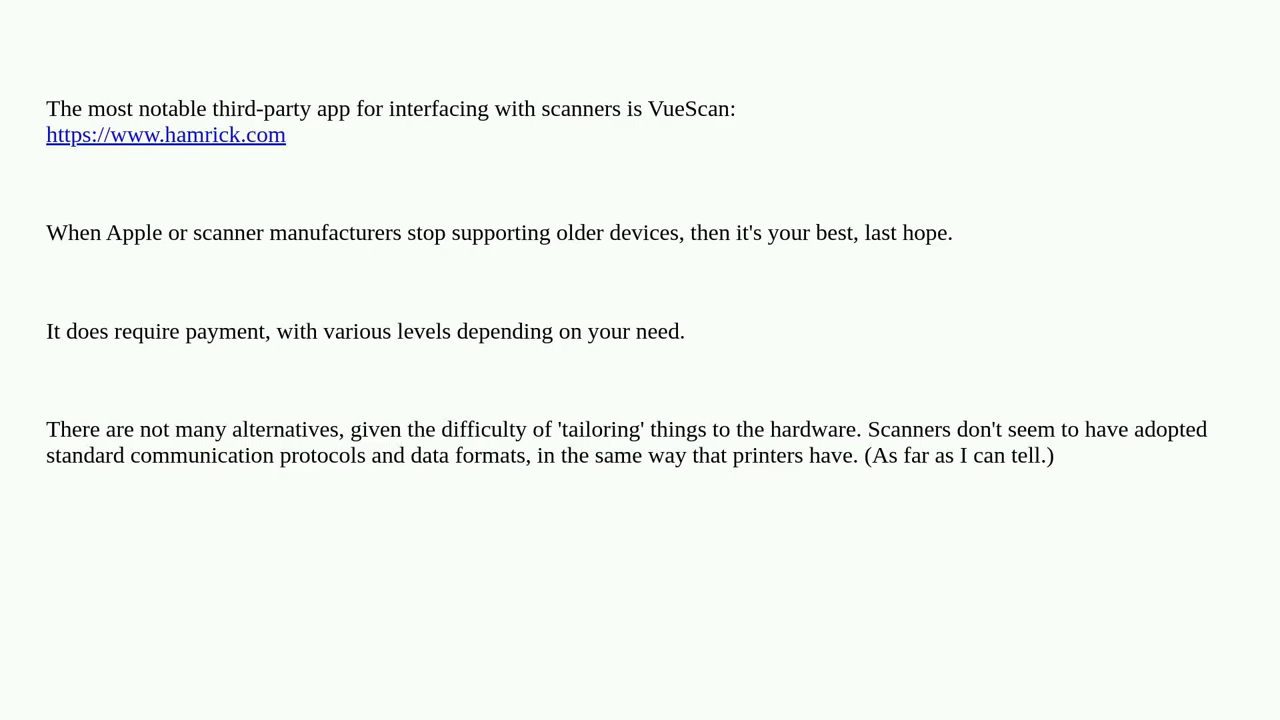 The most notable third-party app for interfacing with scanners is VueScan:
https://www.hamrick.com
When Apple or scanner manufacturers stop supporting older devices, then it's your best, last hope.
It does require payment, with various levels depending on your need.
There are not many alternatives, given the difficulty of 'tailoring' things to the hardware. Scanners don't seem to have adopted
standard communication protocols and data formats, in the same way that printers have. (As far as I can tell.)